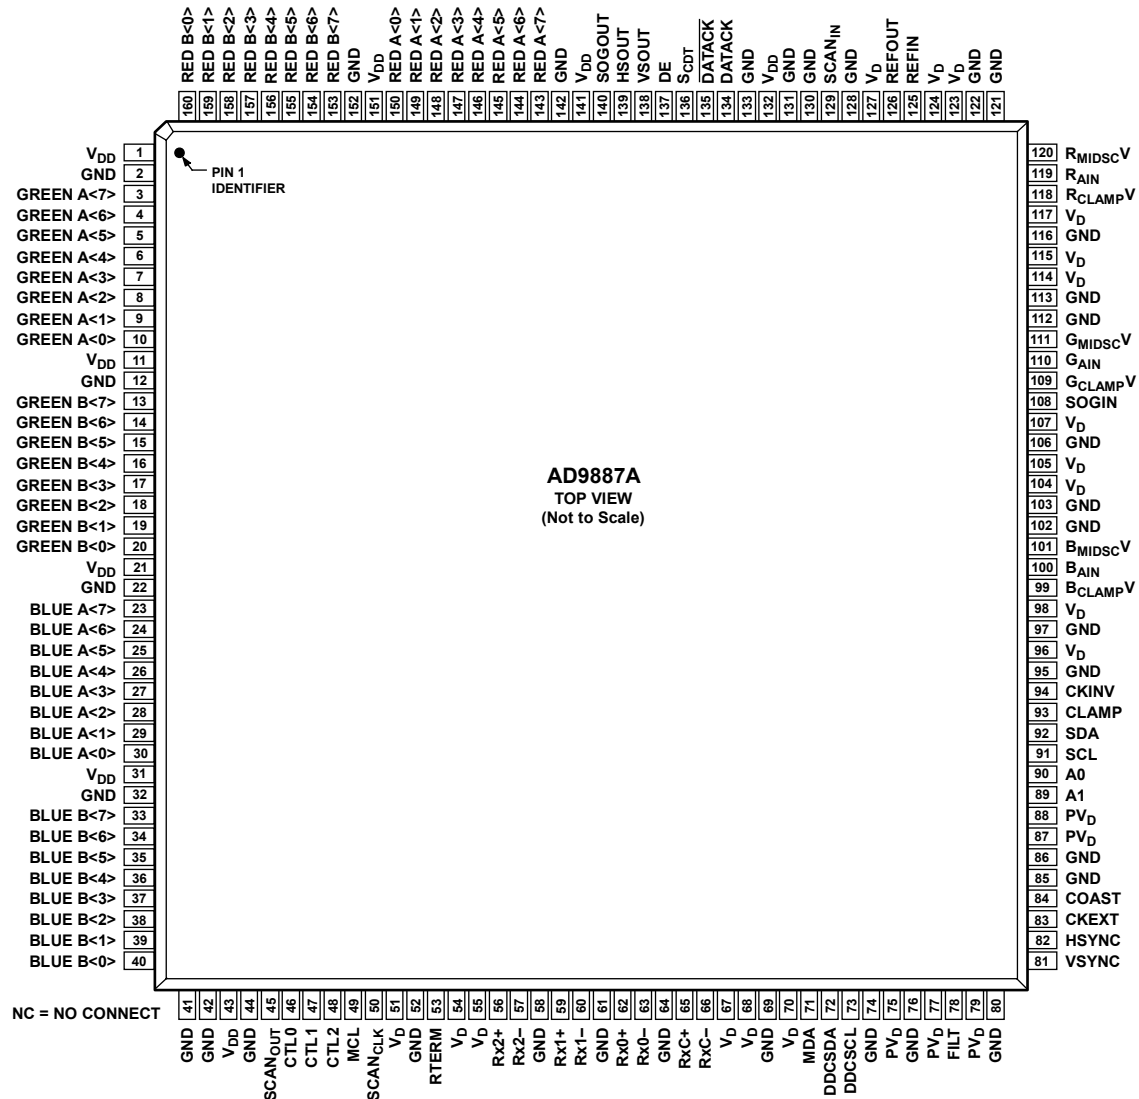 RED B<0> 160
RED B<1> 159
RED B<2> 158
RED B<3> 157
RED B<4> 156
RED B<5> 155
RED B<6> 154
RED B<7> 153
GND 152
VDD 151
RED A<0> 150
RED A<1> 149
RED A<2> 148
RED A<3> 147
RED A<4> 146
RED A<5> 145
RED A<6> 144
RED A<7> 143
GND 142
VDD 141
SOGOUT 140
HSOUT 139
VSOUT 138
DE 137
SCDT 136
DATACK 135
DATACK 134
GND 133
VDD 132
GND 131
GND 130
SCANIN 129
GND 128
VD 127
REFOUT 126
REFIN 125
VD 124
VD 123
GND 122
GND 121
VDD 1
GND 2
GREEN A<7> 3
GREEN A<6> 4
GREEN A<5> 5
GREEN A<4> 6
GREEN A<3> 7
GREEN A<2> 8
GREEN A<1> 9
GREEN A<0> 10
VDD 11
GND 12
GREEN B<7> 13
GREEN B<6> 14
GREEN B<5> 15
GREEN B<4> 16
GREEN B<3> 17
GREEN B<2> 18
GREEN B<1> 19
GREEN B<0> 20
VDD 21
GND 22
BLUE A<7> 23
BLUE A<6> 24
BLUE A<5> 25
BLUE A<4> 26
BLUE A<3> 27
BLUE A<2> 28
BLUE A<1> 29
BLUE A<0> 30
VDD 31
GND 32
BLUE B<7> 33
BLUE B<6> 34
BLUE B<5> 35
BLUE B<4> 36
BLUE B<3> 37
BLUE B<2> 38
BLUE B<1> 39
BLUE B<0> 40
PIN 1
IDENTIFIER
AD9887A
TOP VIEW
(Not to Scale)
120 RMIDSCV
119 RAIN
118 RCLAMPV
117 VD
116 GND
115 VD
114 VD
113 GND
112 GND
111 GMIDSCV
110 GAIN
109 GCLAMPV
108 SOGIN
107 VD
106 GND
105 VD
104 VD
103 GND
102 GND
101 BMIDSCV
100 BAIN
99 BCLAMPV
98 VD
97 GND
96 VD
95 GND
94 CKINV
93 CLAMP
92 SDA
91 SCL
90 A0
89 A1
88 PVD
87 PVD
86 GND
85 GND
84 COAST
83 CKEXT
82 HSYNC
81 VSYNC
NC = NO CONNECT
41 GND
42 GND
43 VDD
44 GND
45 SCANOUT
46 CTL0
47 CTL1
48 CTL2
49 MCL
50 SCANCLK
51 VD
52 GND
53 RTERM
54 VD
55 VD
56 Rx2+
57 Rx2–
58 GND
59 Rx1+
60 Rx1–
61 GND
62 Rx0+
63 Rx0–
64 GND
65 RxC+
66 RxC–
67 VD
68 VD
69 GND
70 VD
71 MDA
72 DDCSDA
73 DDCSCL
74 GND
75 PVD
76 GND
77 PVD
78 FILT
79 PVD
80 GND